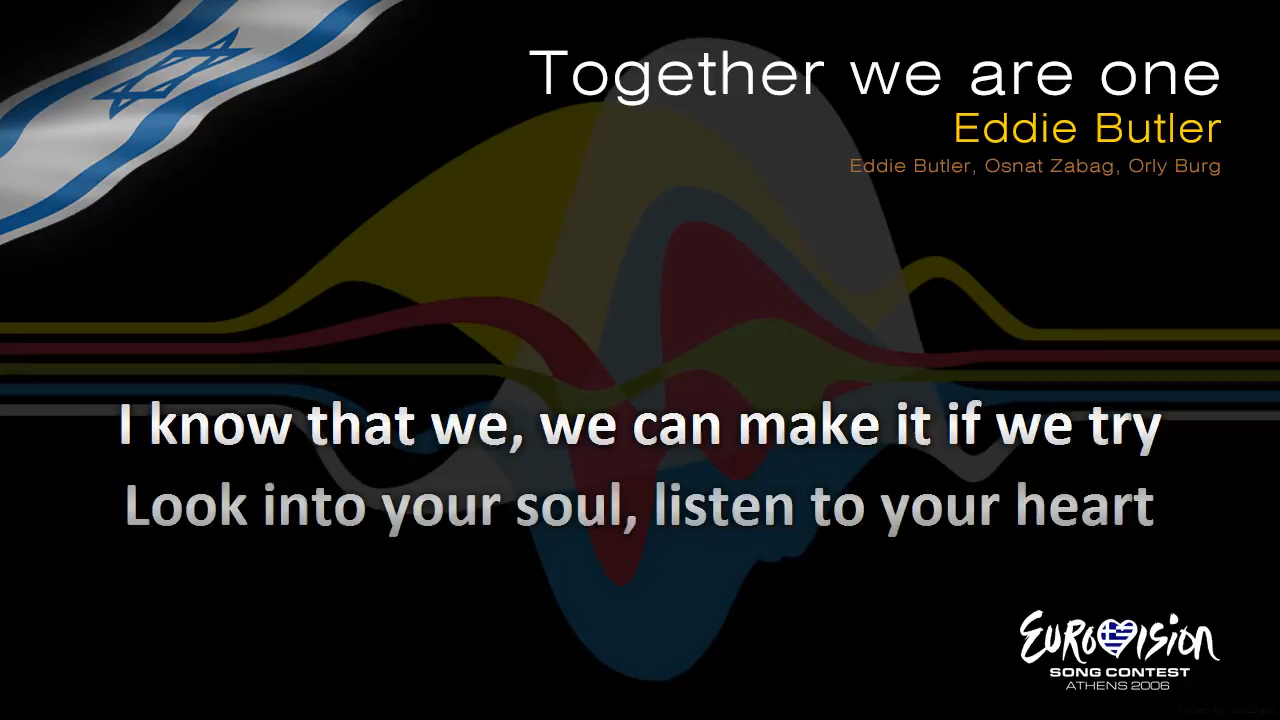 Together we are one
Eddie Butler
Eddie Butler, Osnat Zabag, Orly Burg
I know that we, we can make it if we try
Look into your soul, listen to your heart
EUROVISION
SONG CONTEST
ATHENS 2006